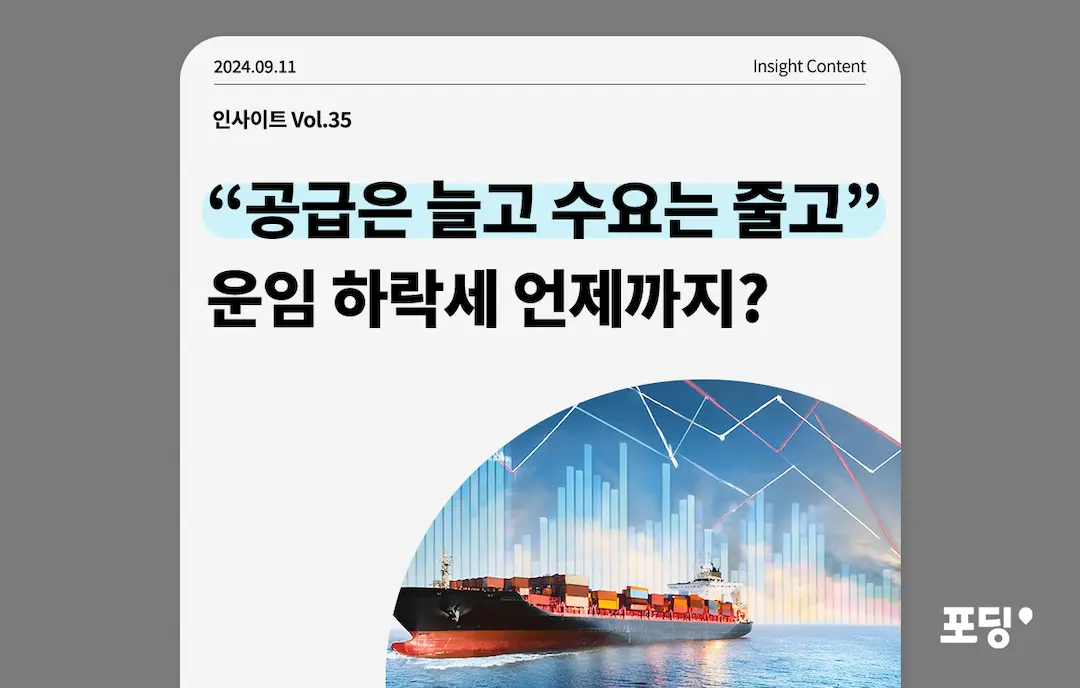 2024.09.11
Insight Content
인사이트 Vol.35
“공급은 늘고 수요는 줄고”
운임 하락세 언제까지?
포딩